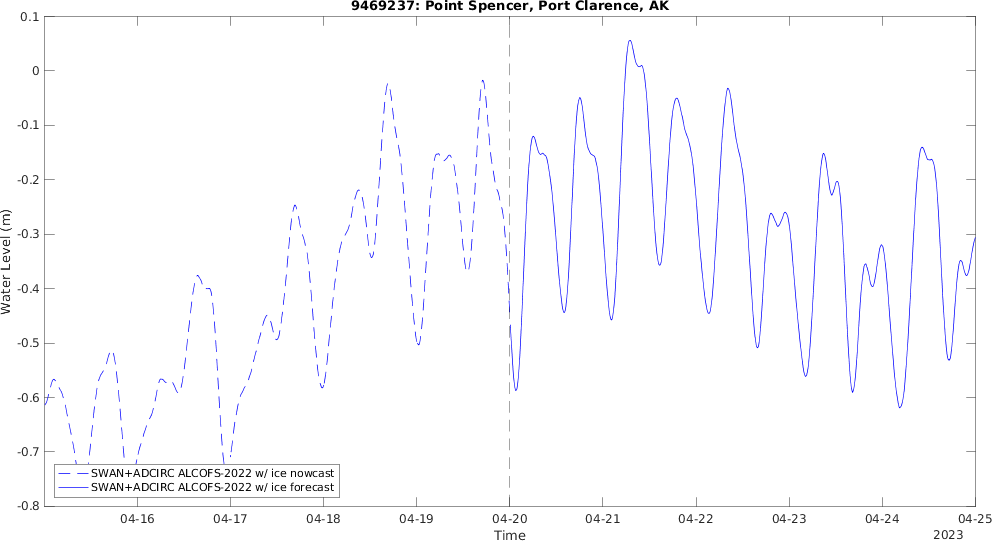 9469237: Point Spencer, Port Clarence, AK
0.1
0
-0.1
-0.2
-0.3
-0.4
-0.5
-0.6
-0.7
-0.8
Water Level (m)
SWAN+ADCIRC ALCOFS-2022 w/ ice nowcast
SWAN+ADCIRC ALCOFS-2022 w/ ice forecast
04-16 04-17 04-18 04-19 04-20 04-21 04-22 04-23 04-24 04-25
Time
2023